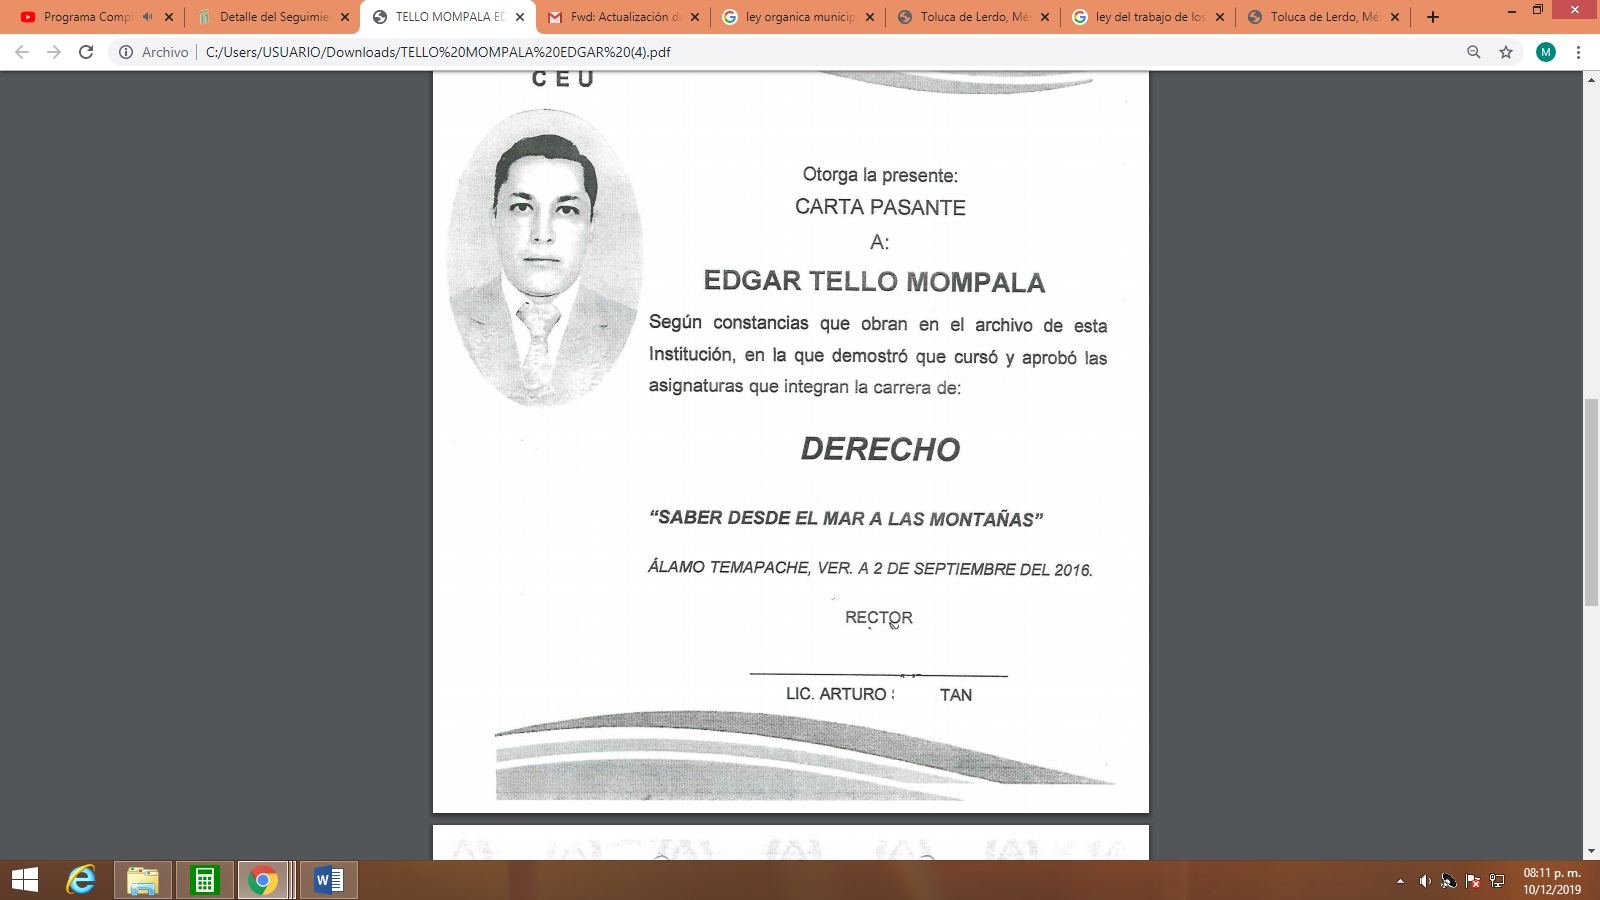 Programa Compl
Detalle del Seguimie
TELLO MOMPALA ED
Fwd: Actualización d
ley organica municip
Toluca de Lerdo, Mé
ley del trabajo de los
Toluca de Lerdo, Mé
Archivo
C:/Users/USUARIO/Downloads/TELLO%20MOMPALA%20EDGAR%20(4).pdf
M
CEU
Otorga la presente:
CARTA PASANTE
A:
EDGAR TELLO MOMPALA
Según constancias que obran en el archivo de esta
Institución, en la que demostró que cursó y aprobó las
asignaturas que integran la carrera de:
DERECHO
“SABER DESDE EL MAR A LAS MONTAÑAS”
ÁLAMO TEMAPACHE, VER. A 2 DE SEPTIEMBRE DEL 2016.
RECTOR
LIC. ARTURO TAN
08:11 p. m.
10/12/2019